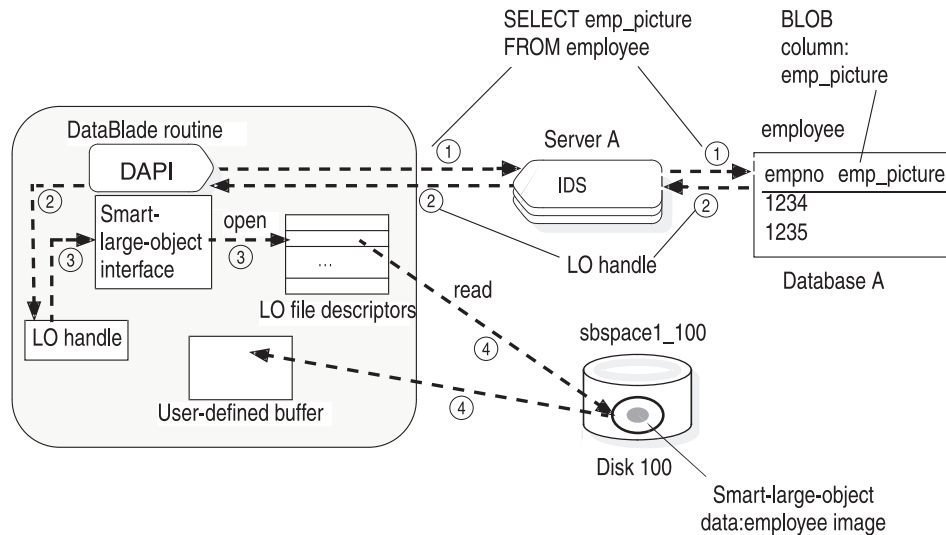 SELECT emp_picture
FROM employee
BLOB
column:
emp_picture
DataBlade routine
DAPI
1
Server A
IDS
1
employee
empno emp_picture
1234
1235
Database A
2
2
2
LO handle
Smart-
large-object
interface
open
3
3
...
LO file descriptors
LO handle
read
4
4
User-defined buffer
sbspace1_100
Disk 100
Smart-large-object
data:employee image